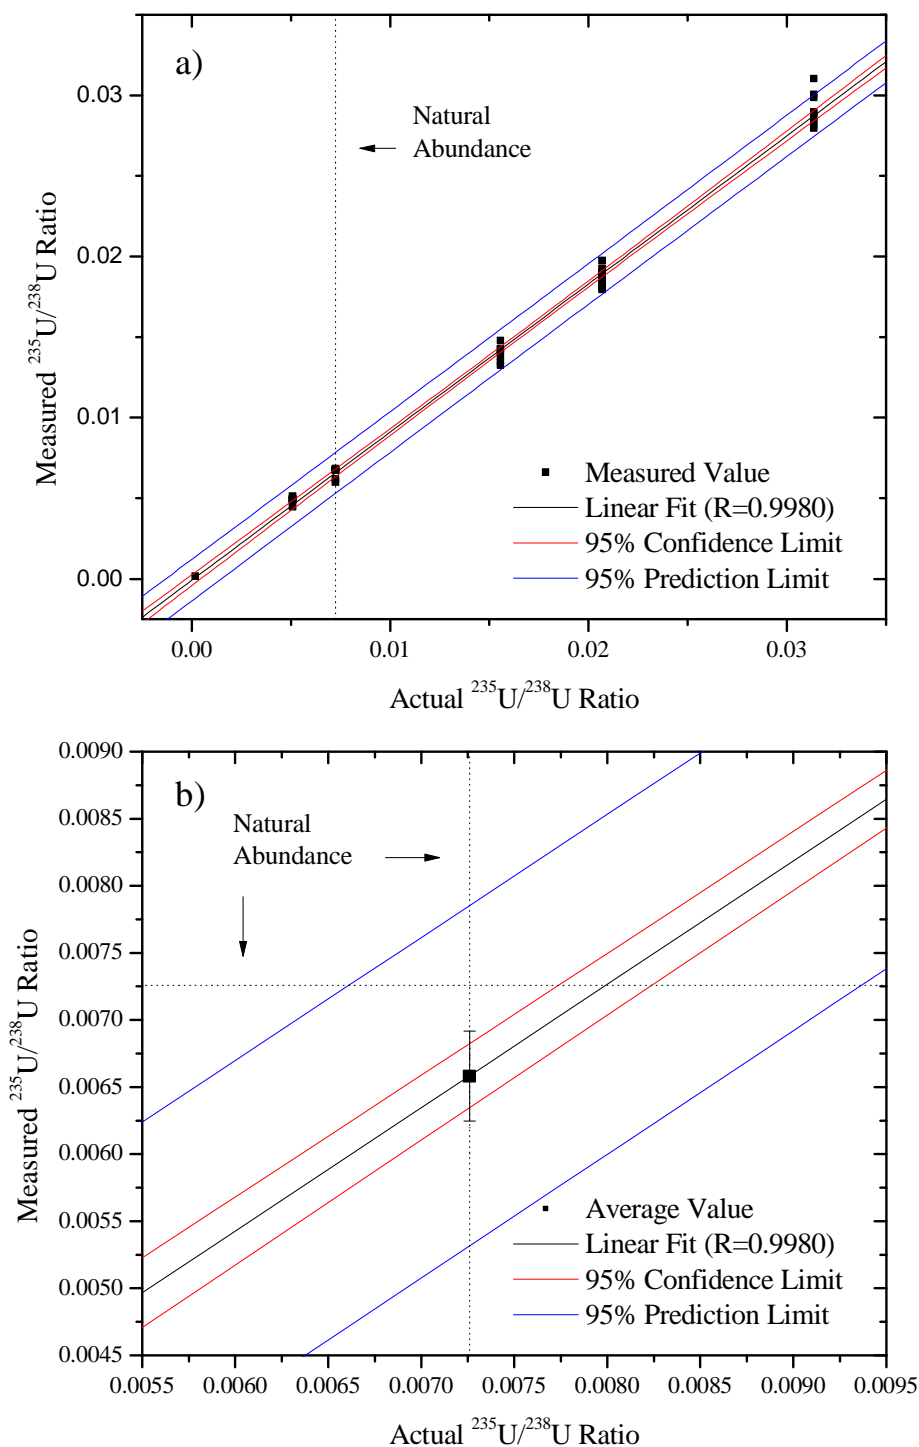 a)
Natural
Abundance
0.03
0.02
0.01
0.00
Measured ²³⁵U/²³⁸U Ratio
Measured Value
Linear Fit (R=0.9980)
95% Confidence Limit
95% Prediction Limit
0.00 0.01 0.02 0.03
Actual ²³⁵U/²³⁸U Ratio
b)
Natural
Abundance
0.0090
0.0085
0.0080
0.0075
0.0070
0.0065
0.0060
0.0055
0.0050
0.0045
Measured ²³⁵U/²³⁸U Ratio
Average Value
Linear Fit (R=0.9980)
95% Confidence Limit
95% Prediction Limit
0.0055 0.0060 0.0065 0.0070 0.0075 0.0080 0.0085 0.0090 0.0095
Actual ²³⁵U/²³⁸U Ratio